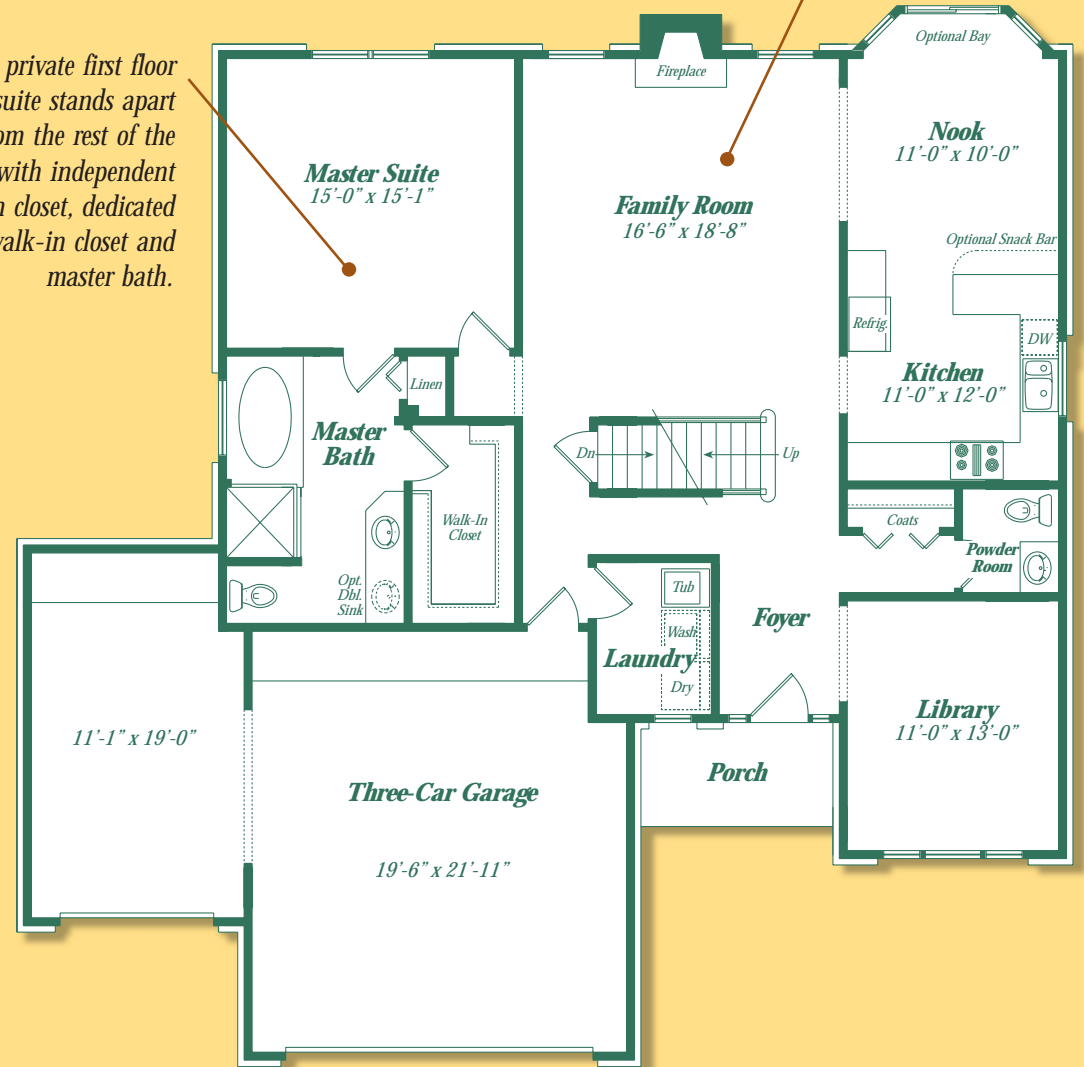 private first floor
suite stands apart
om the rest of the
with independent
n closet, dedicated
walk-in closet and
master bath.
Optional Bay
Fireplace
Nook
11'-0" x 10'-0"
Master Suite
15'-0" x 15'-1"
Family Room
16'-6" x 18'-8"
Optional Snack Bar
Refrig.
DW
Kitchen
11'-0" x 12'-0"
Linen
Master
Bath
Dn
Up
Walk-In
Closet
Coats
Powder
Room
Opt.
Dbl.
Sink
Tub
Wash
Laundry
Dry
Foyer
Library
11'-0" x 13'-0"
11'-1" x 19'-0"
Porch
Three-Car Garage
19'-6" x 21'-11"